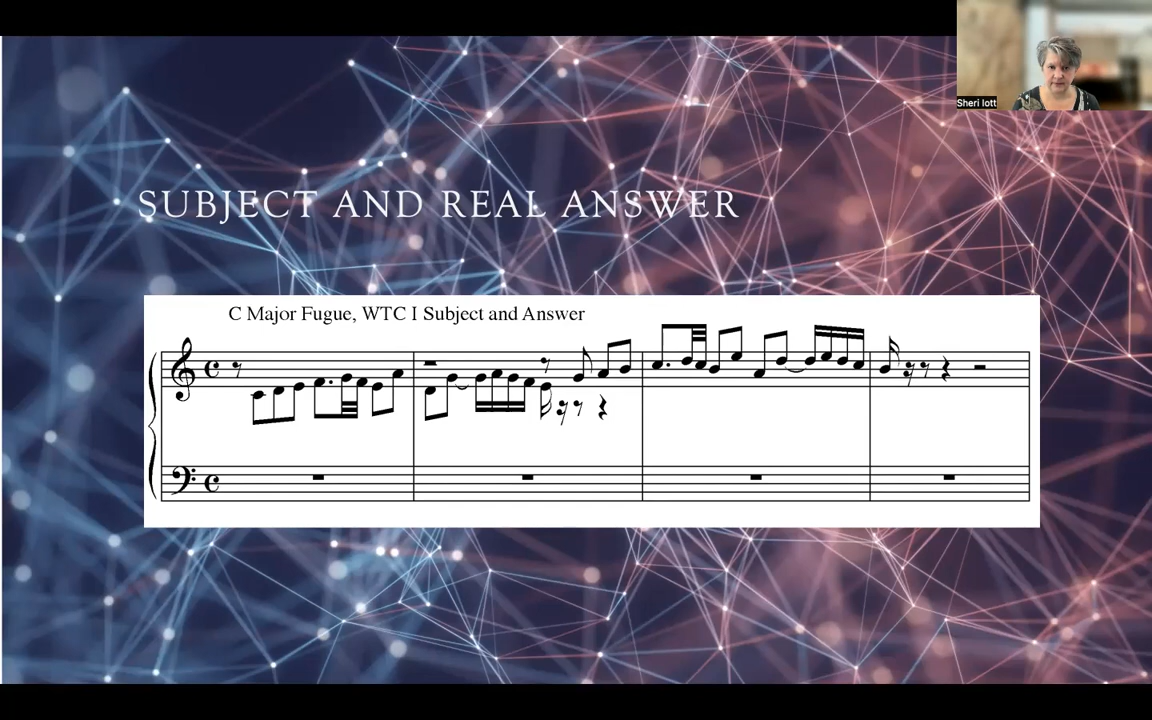 Sheri Iott
SUBJECT AND REAL ANSWER
C Major Fugue, WTC I Subject and Answer